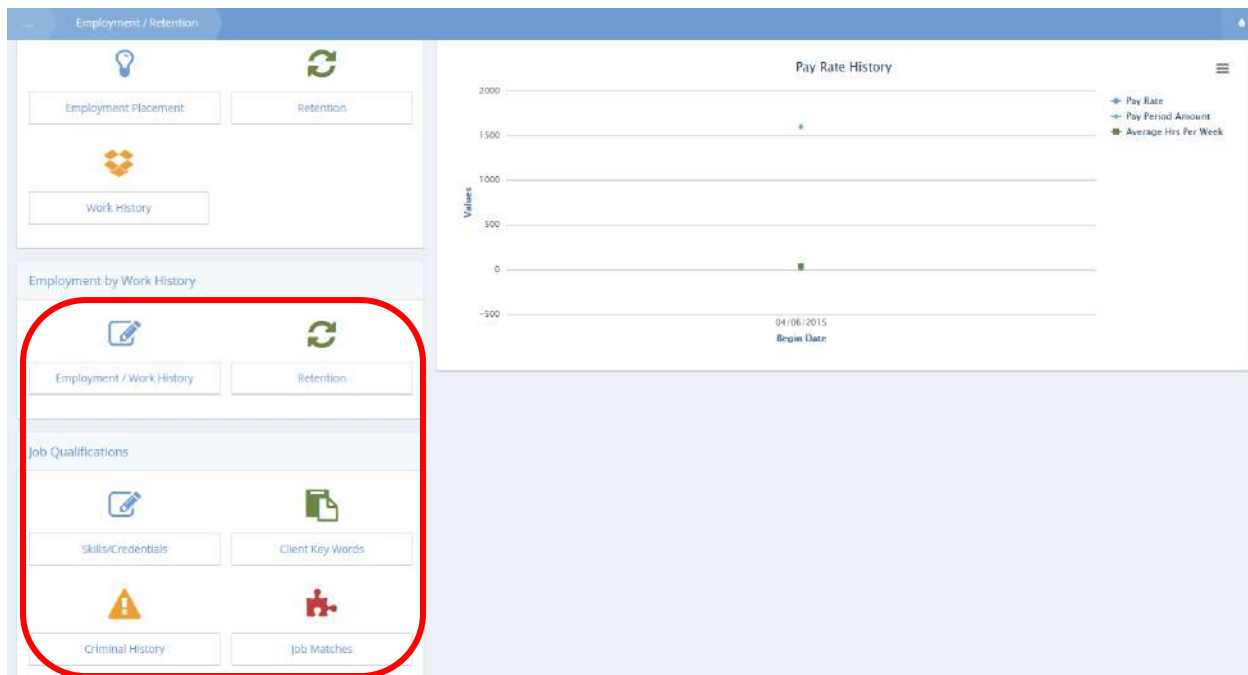 ... Employment / Retention
Employment Placement Retention
Work History
Employment by Work History
Employment / Work History Retention
Job Qualifications
Skills/Credentials Client Key Words
Criminal History Job Matches
Pay Rate History
Pay Rate
Pay Period Amount
Average Hrs Per Week
Values
2000
1500
1000
500
0
-500
04/06/2015
Begin Date